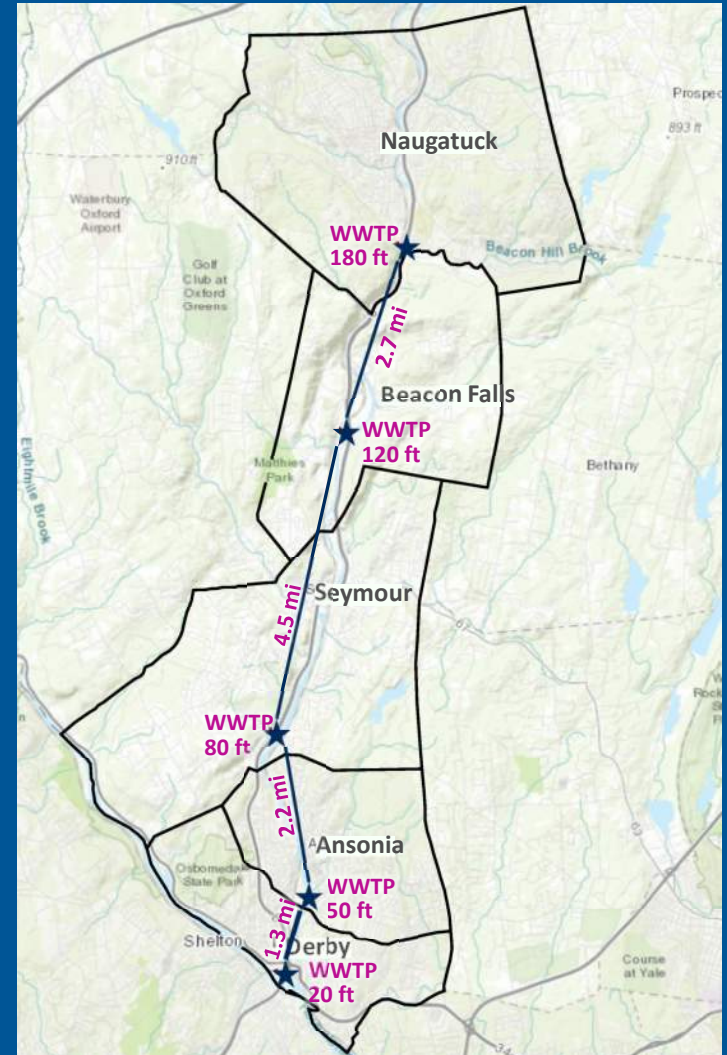 Prospec
893 ft
Naugatuck
910 ft
Waterbury
Oxford
Airport
WWTP
180 ft
Beacon Hill Brook
Golf
Club at
Oxford
Greens
2.7 mi
Beacon Falls
WWTP
120 ft
Eightmile Brook
Matthies
Park
Bethany
Seymour
4.5 mi
67
W
Rock
S
P
WWTP
80 ft
2.2 mi
63
Ansonia
Osbornedale
State Park
WWTP
50 ft
1.3 mi
Shelton
Derby
WWTP
20 ft
Course
at Yale
34